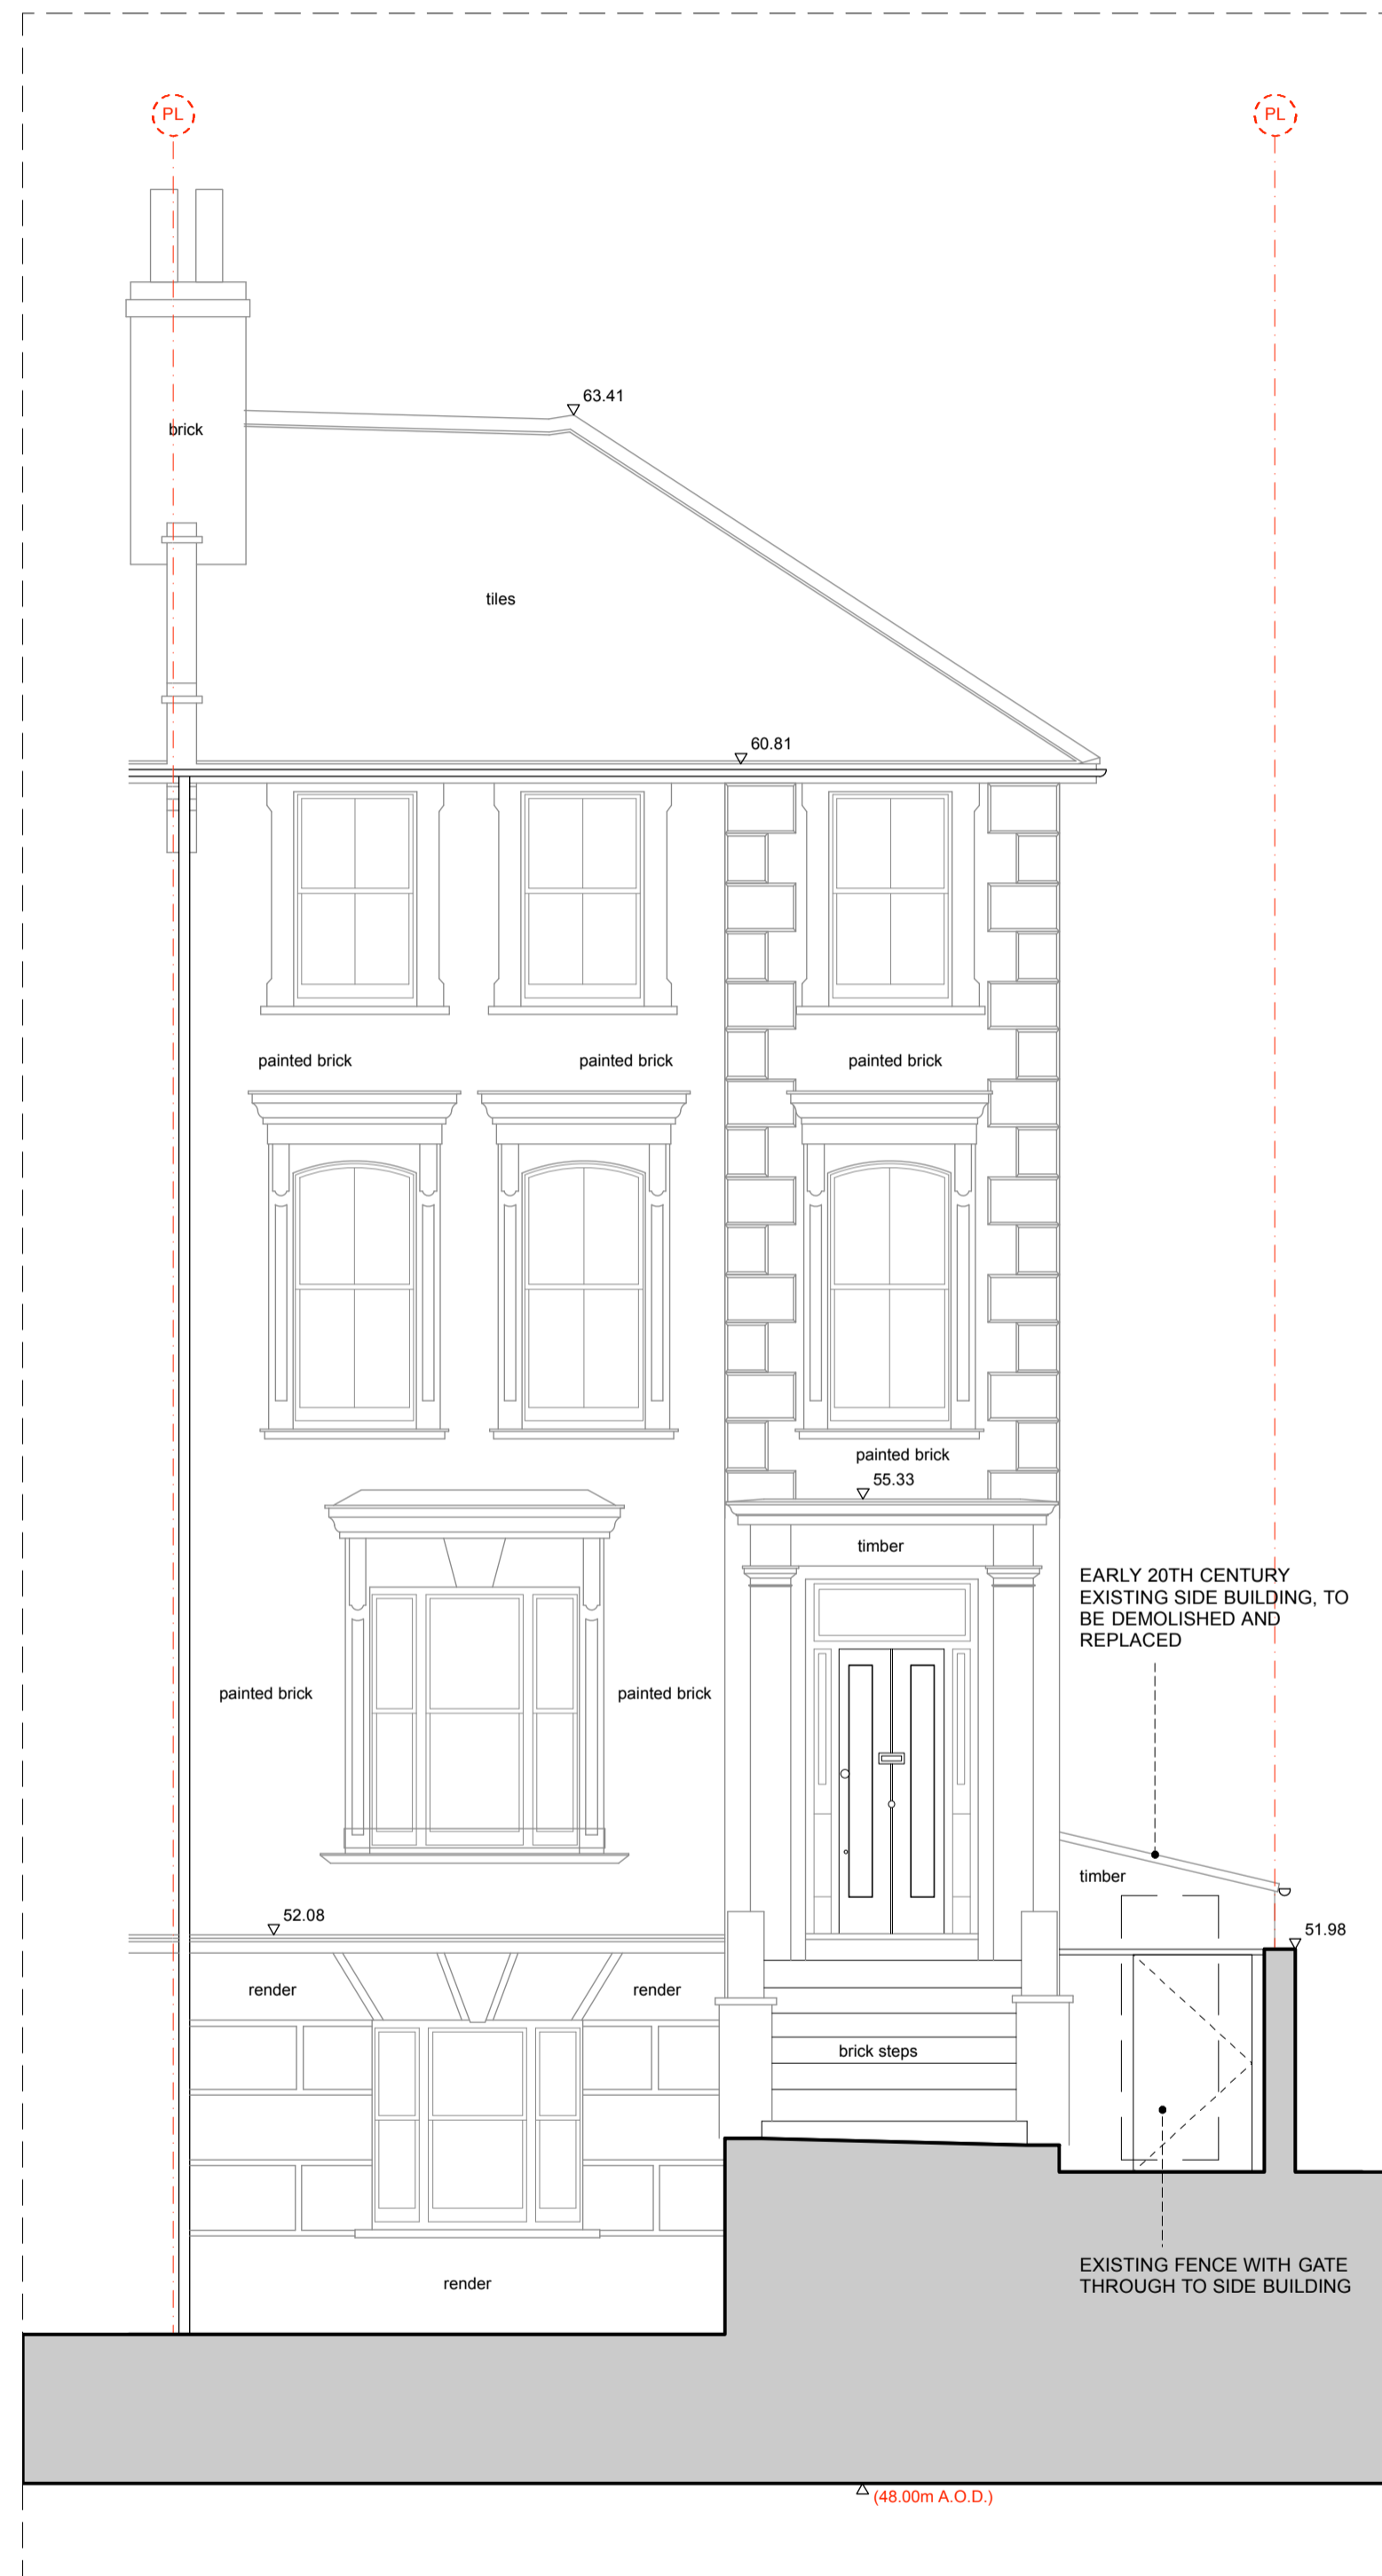 PL
PL
63.41
brick
tiles
60.81
painted brick
painted brick
painted brick
painted brick
55.33
timber
EARLY 20TH CENTURY
EXISTING SIDE BUILDING, TO
BE DEMOLISHED AND
REPLACED
painted brick
painted brick
timber
52.08
51.98
render
render
brick steps
EXISTING FENCE WITH GATE
THROUGH TO SIDE BUILDING
render
(48.00m A.O.D.)